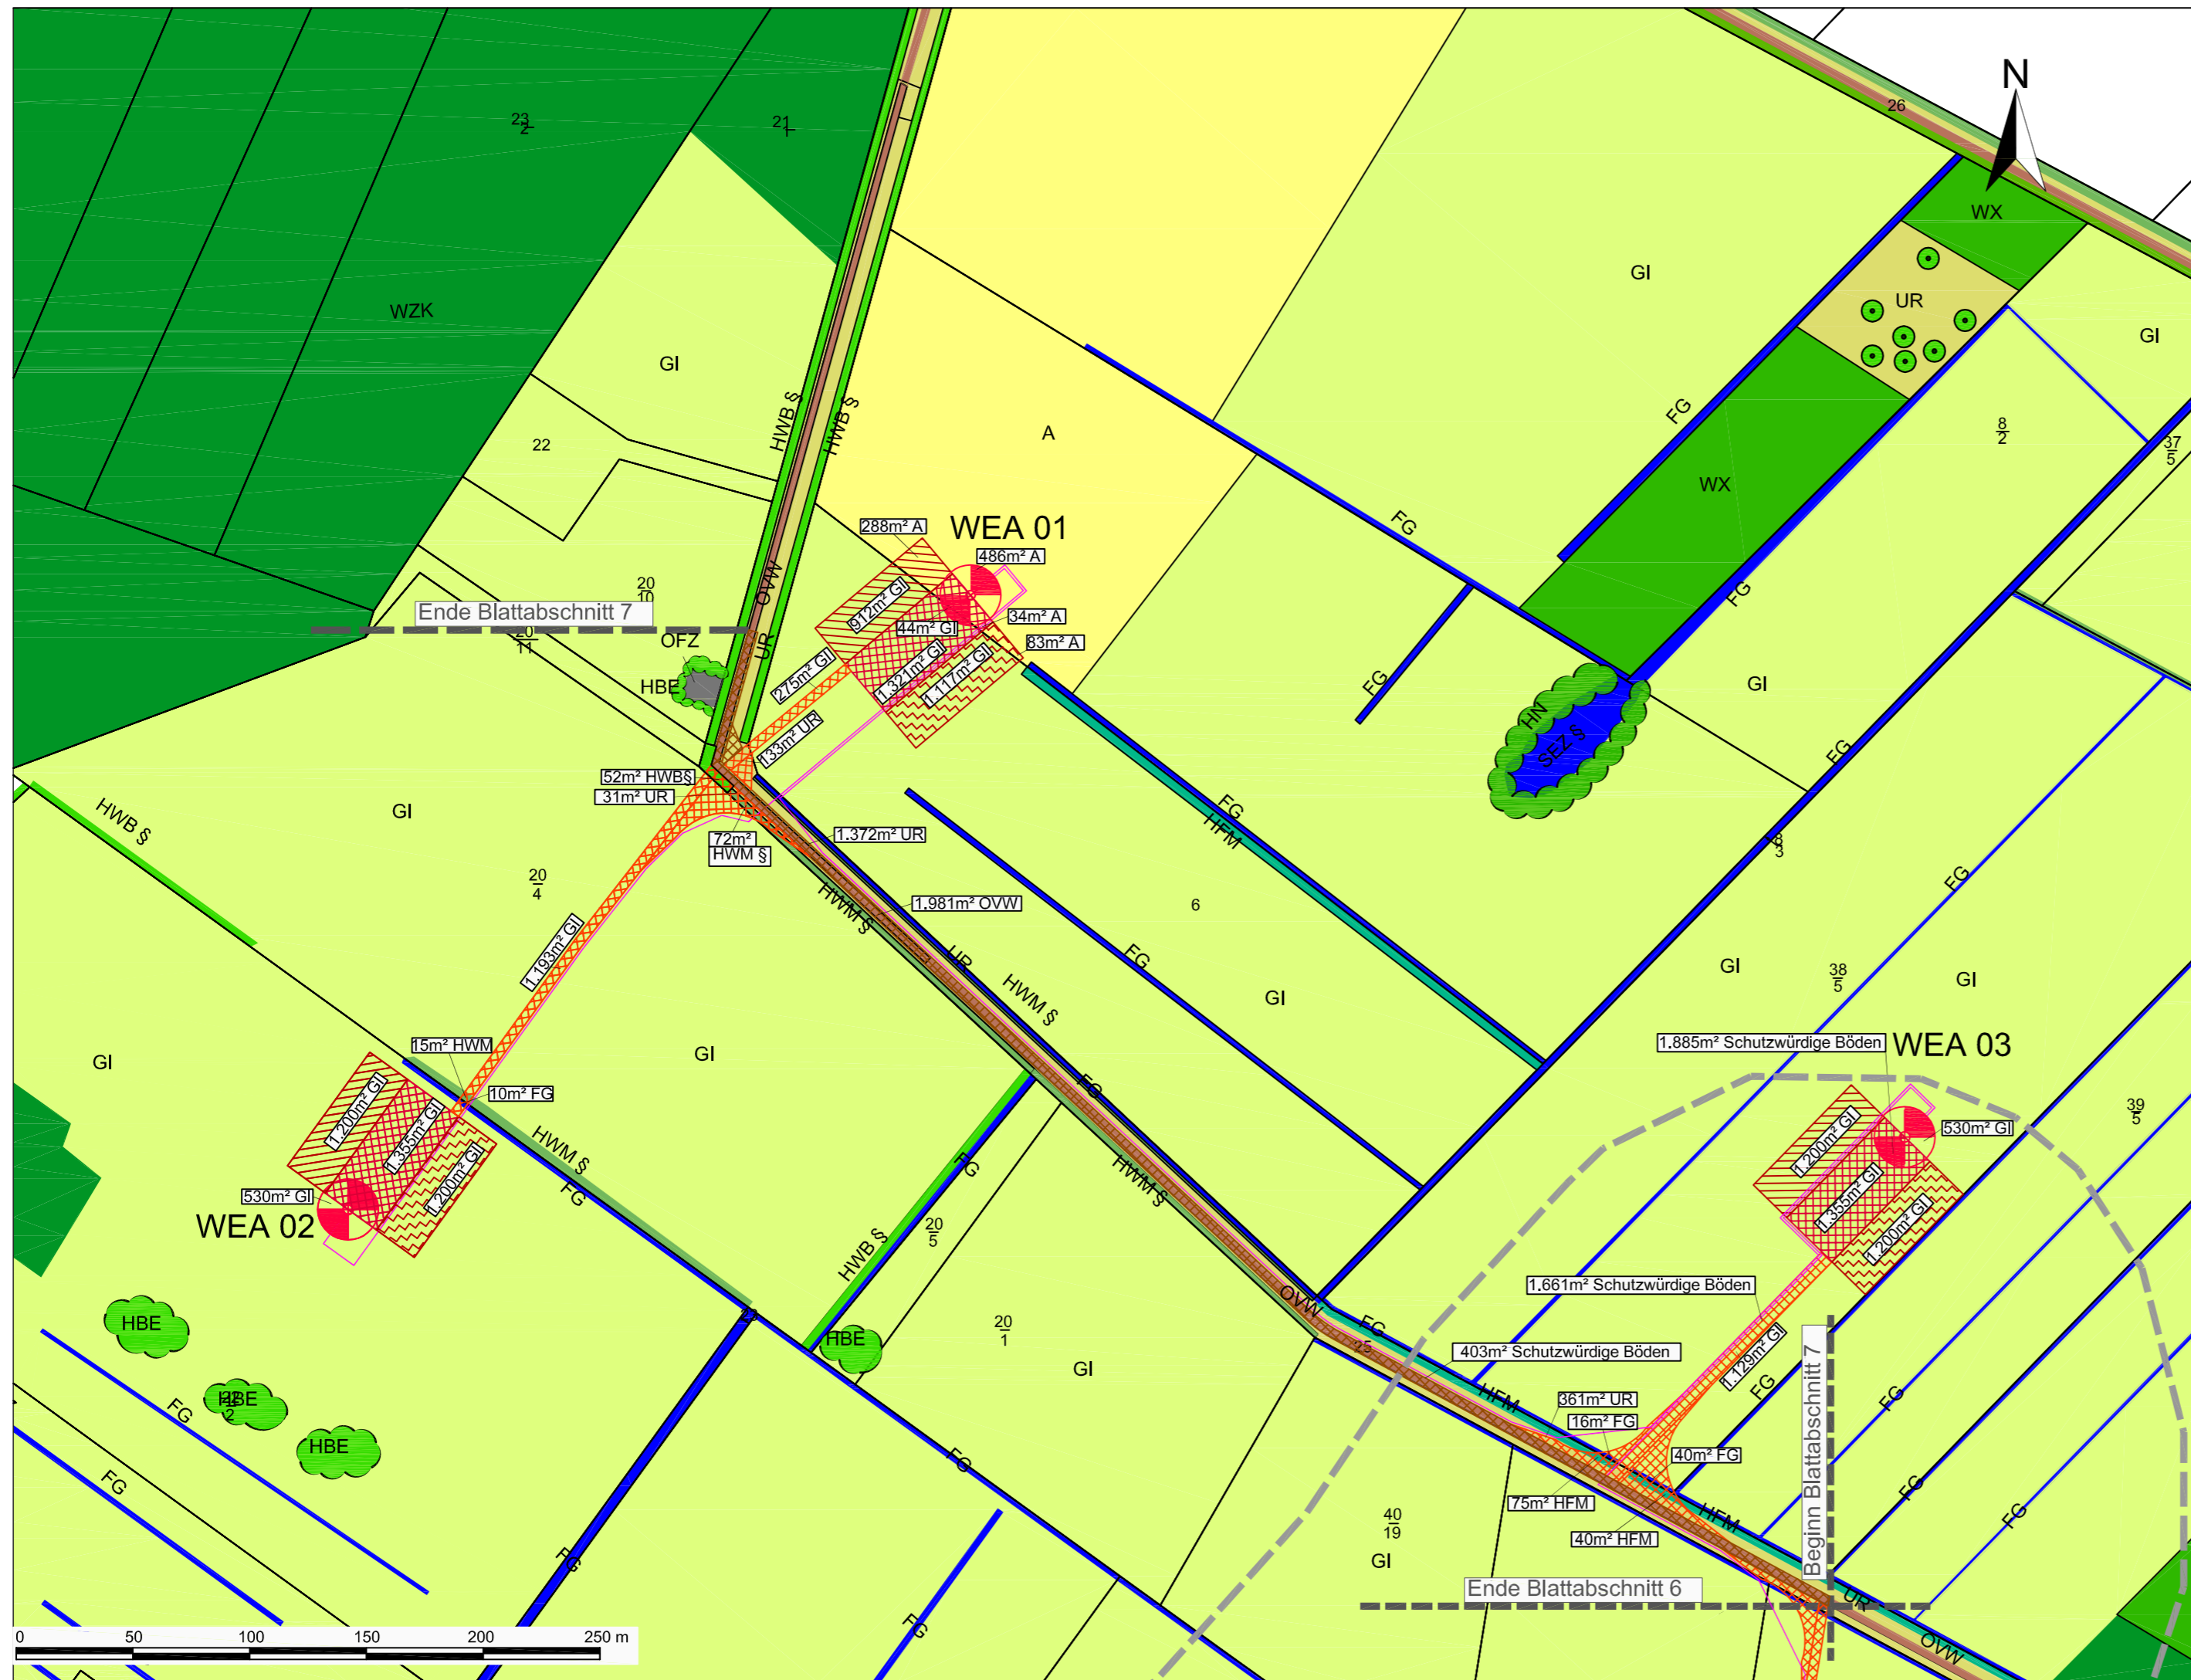 N
26
23
2
21
1
WX
UR
GI
GI
GI
WZK
GI
HWB §
HWB §
FG
8
2
37
5
A
22
WX
FG
WEA 01
288m² A
486m² A
OVW
20
10
912m² GI
FG
Ende Blattabschnitt 7
44m² GI
34m² A
20
11
OFZ
UR
83m² A
HBE
275m² GI
1.321m² GI
1.117m² GI
FG
GI
HN
SEZ §
133m² UR
FG
52m² HWB§
31m² UR
HWB §
GI
FG
HFM
72m²
HWM §
1.372m² UR
8
3
20
4
HWM §
1.981m² OVW
6
FG
1.193m² GI
UR
FG
GI
HWM §
GI
38
5
GI
15m² HWM
GI
GI
1.885m² Schutzwürdige Böden
WEA 03
10m² FG
FG
1.200m² GI
1.355m² GI
1.200m² GI
HWM §
FG
HWM §
FG
39
5
1.200m² GI
530m² GI
1.355m² GI
1.200m² GI
530m² GI
WEA 02
HWB §
20
5
1.661m² Schutzwürdige Böden
OVW
FG
23
HBE
HBE
20
1
GI
25
403m² Schutzwürdige Böden
1.129m² GI
Beginn Blattabschnitt 7
HFM
361m² UR
16m² FG
FG
FG
HBE
22
2
FG
HBE
FG
FG
40m² FG
FG
75m² HFM
40
19
HFM
FG
40m² HFM
GI
FG
Ende Blattabschnitt 6
UR
FG
OVW
0
50
100
150
200
250 m